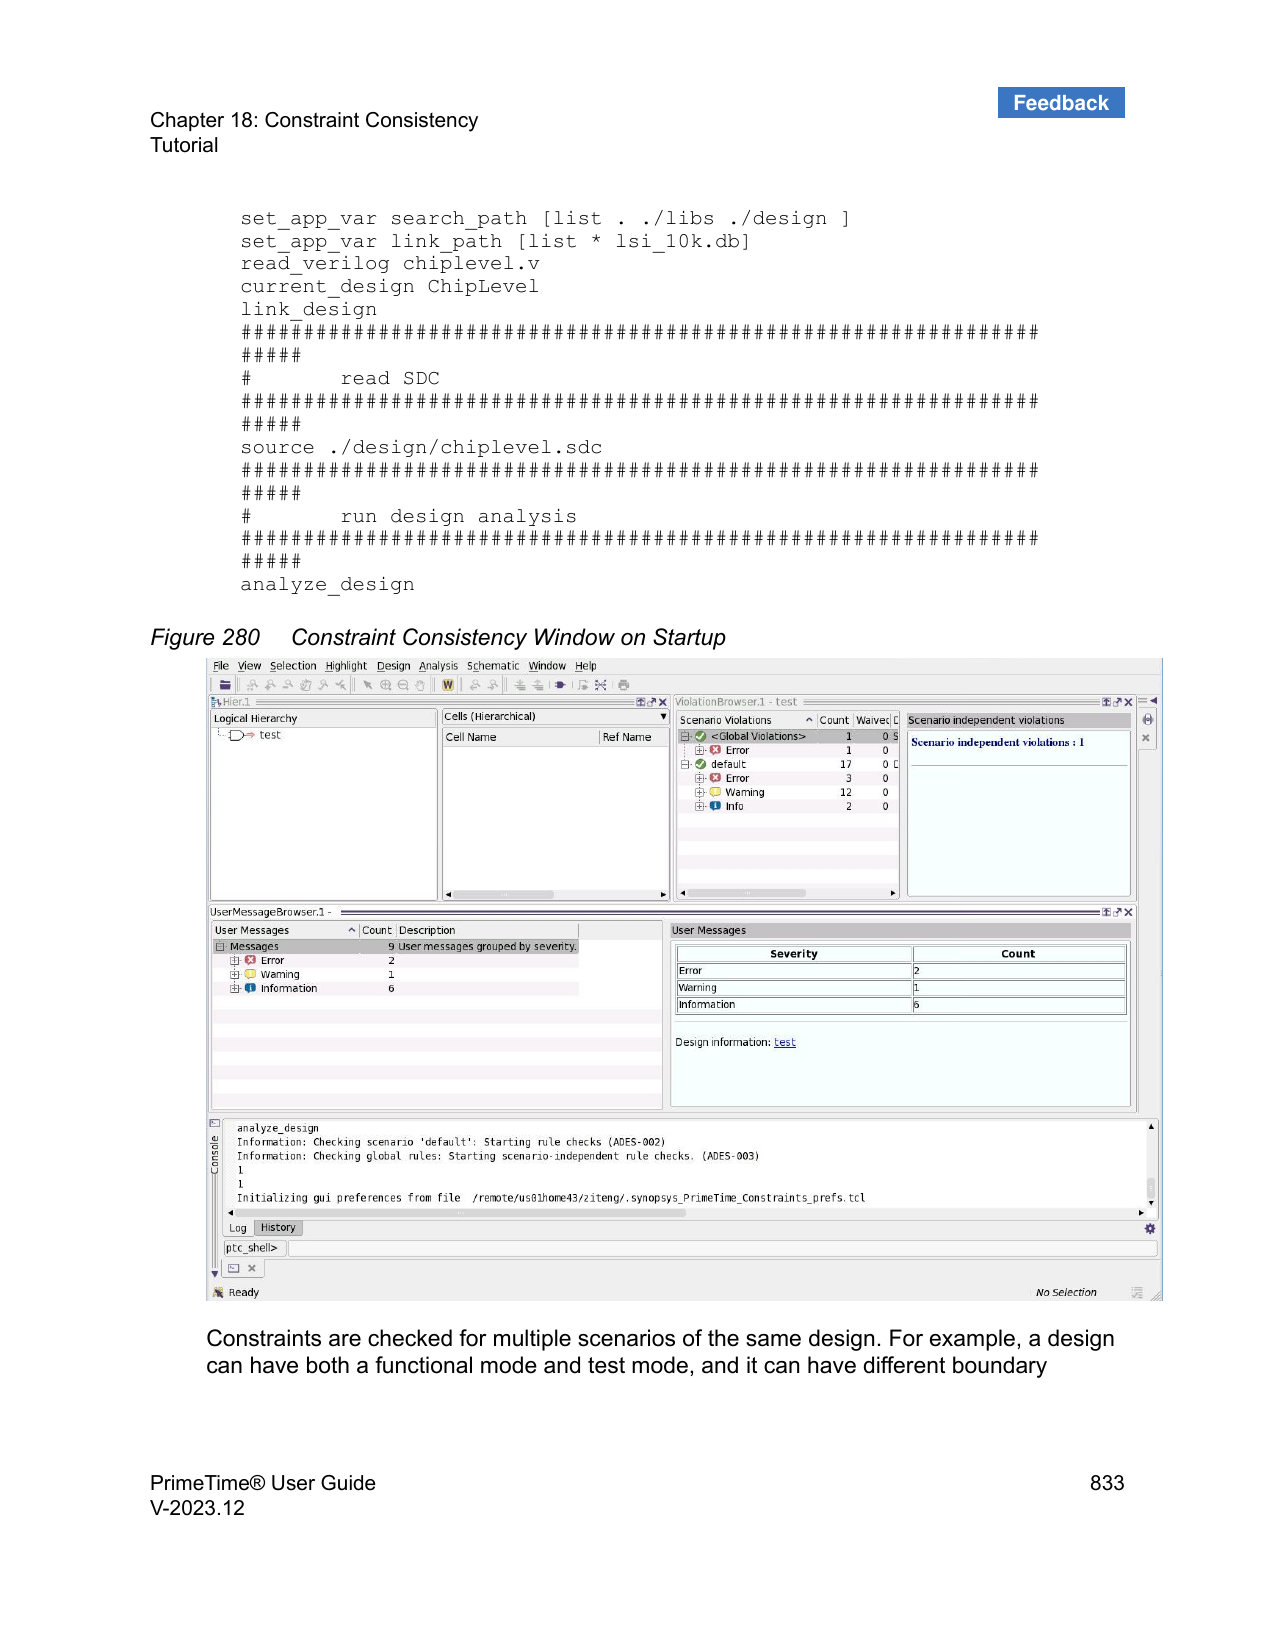 Feedback
Chapter 18: Constraint Consistency
Tutorial
set_app_var search_path [list . ./libs ./design ]
set_app_var link_path [list * lsi_10k.db]
read_verilog chiplevel.v
current_design ChipLevel
link_design
################################################################
#####
#       read SDC
################################################################
#####
source ./design/chiplevel.sdc
################################################################
#####
#       run design analysis
################################################################
#####
analyze_design
Figure 280 Constraint Consistency Window on Startup
File View Selection Highlight Design Analysis Schematic Window Help
Hier.1
Logical Hierarchy
test
Cells (Hierarchical)
Cell Name Ref Name
ViolationBrowser.1 - test
Scenario Violations Count Waived D
<Global Violations> 1 0 S
Error 1 0
default 17 0 D
Error 3 0
Warning 12 0
Info 2 0
Scenario independent violations
Scenario independent violations : 1
UserMessageBrowser.1 -
User Messages Count Description
Messages 9 User messages grouped by severity.
Error 2
Warning 1
Information 6
User Messages
Severity Count
Error 2
Warning 1
Information 6
Design information: test
Console
analyze_design
Information: Checking scenario 'default': Starting rule checks (ADES-002)
Information: Checking global rules: Starting scenario-independent rule checks. (ADES-003)
1
1
Initializing gui preferences from file /remote/us01home43/ziteng/.synopsys_PrimeTime_Constraints_prefs.tcl
Log History
ptc_shell>
Ready No Selection
Constraints are checked for multiple scenarios of the same design. For example, a design
can have both a functional mode and test mode, and it can have different boundary
PrimeTime® User Guide 833
V-2023.12